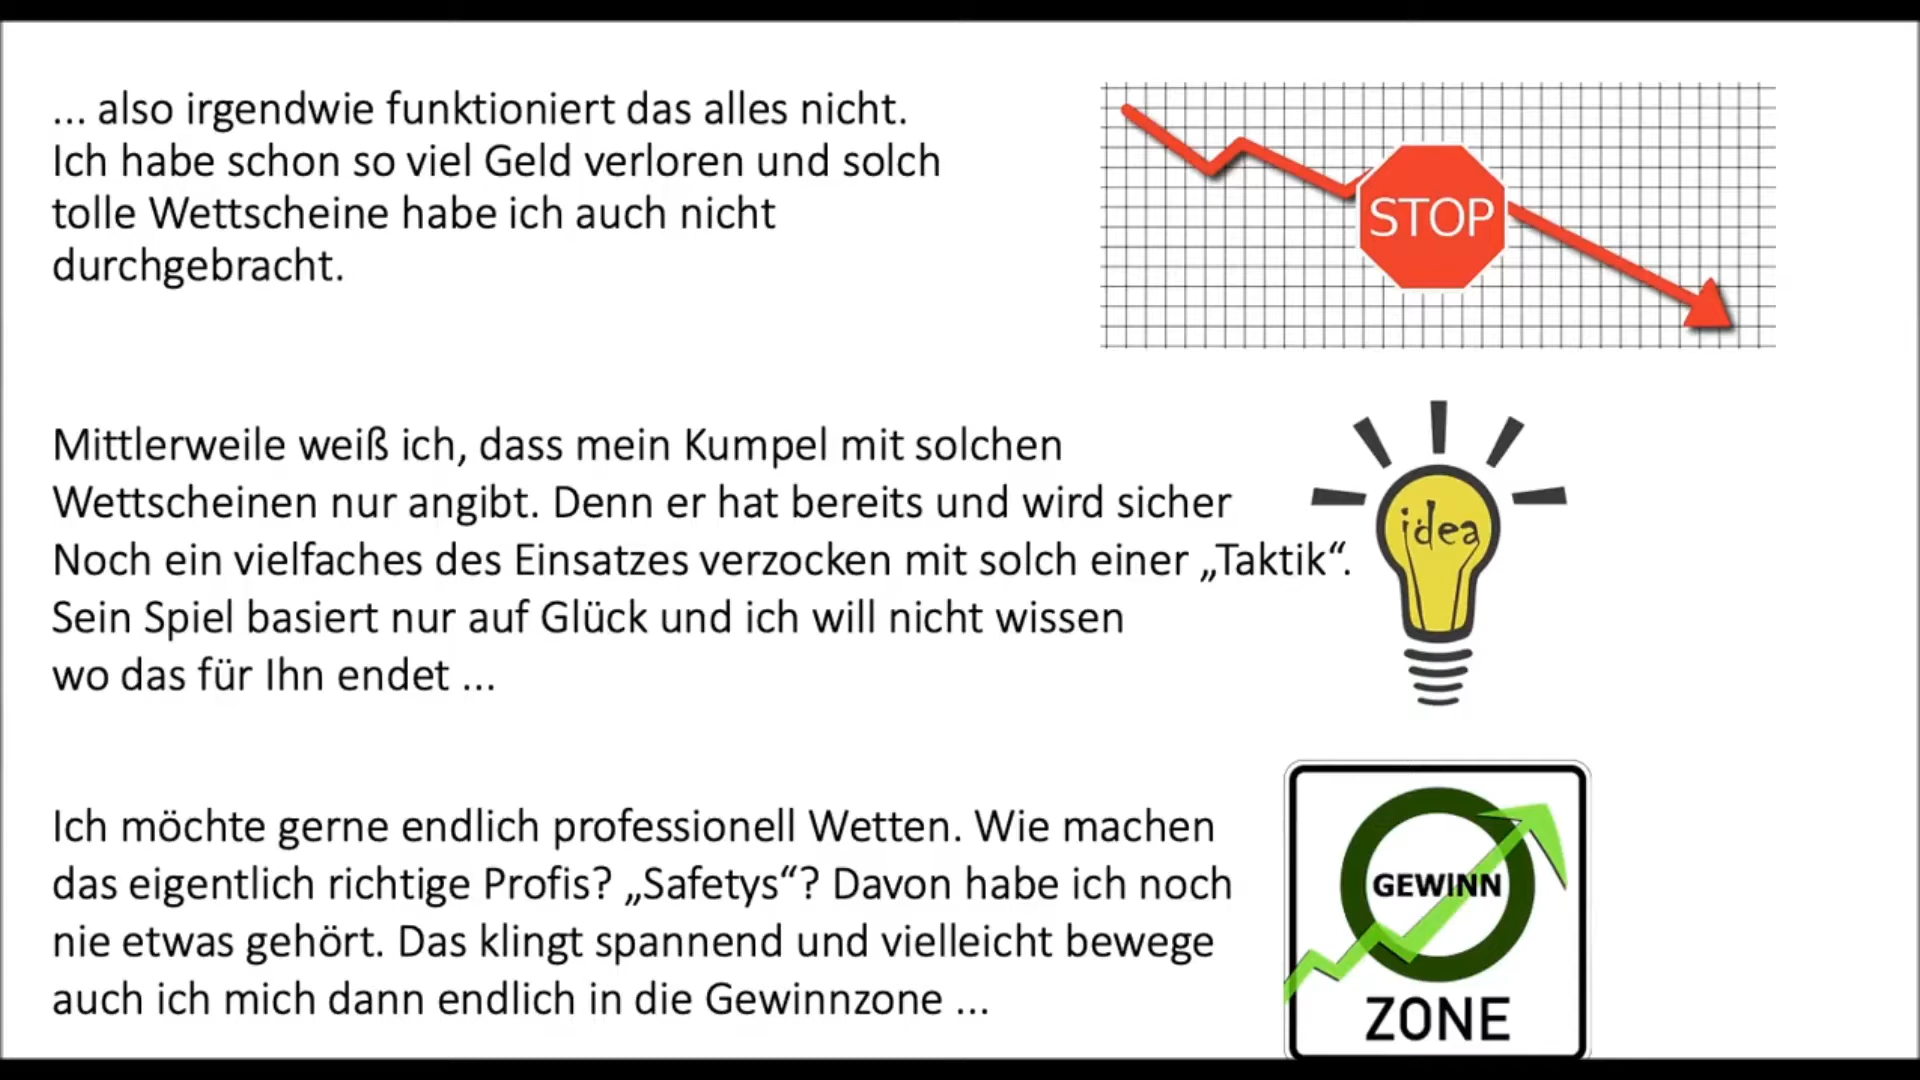 ... also irgendwie funktioniert das alles nicht.
Ich habe schon so viel Geld verloren und solch
tolle Wettscheine habe ich auch nicht
durchgebracht.
STOP
Mittlerweile weiß ich, dass mein Kumpel mit solchen
Wettscheinen nur angibt. Denn er hat bereits und wird sicher
Noch ein vielfaches des Einsatzes verzocken mit solch einer „Taktik“.
Sein Spiel basiert nur auf Glück und ich will nicht wissen
wo das für Ihn endet ...
idea
Ich möchte gerne endlich professionell Wetten. Wie machen
das eigentlich richtige Profis? „Safetys“? Davon habe ich noch
nie etwas gehört. Das klingt spannend und vielleicht bewege
auch ich mich dann endlich in die Gewinnzone ...
GEWINN
ZONE